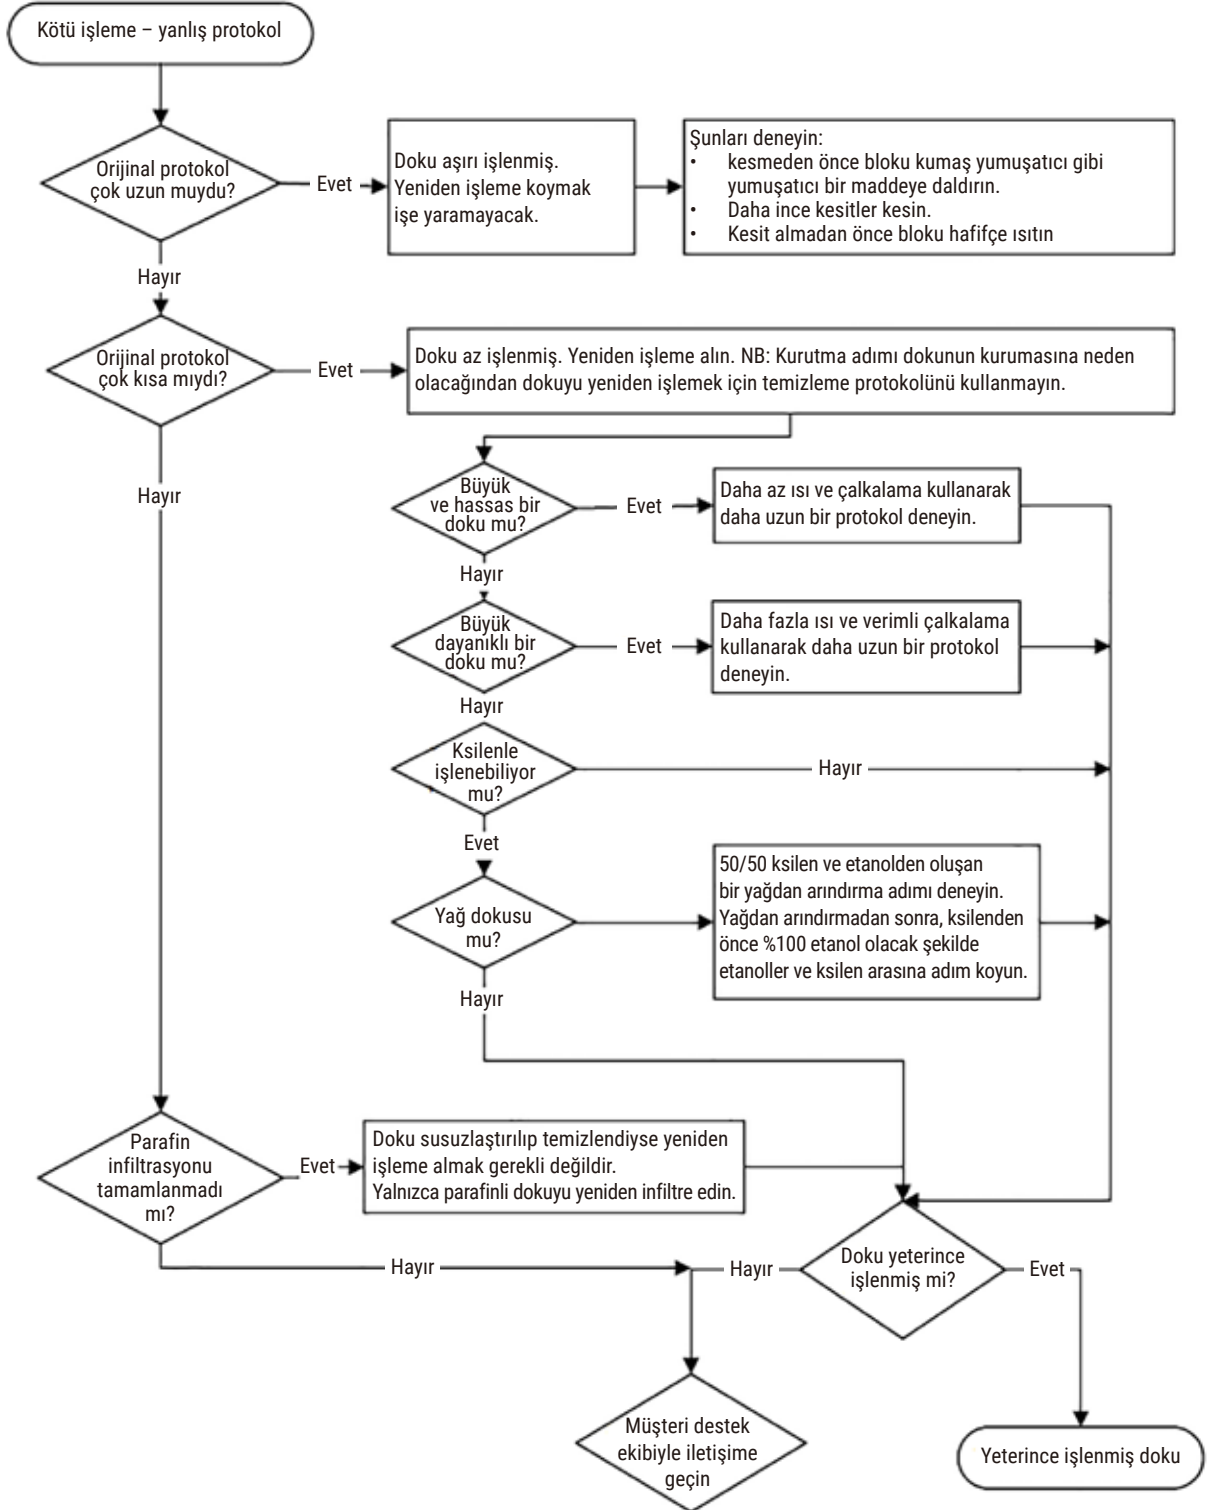 Kötü işleme – yanlış protokol
Orijinal protokol
çok uzun muydu?
Evet
Doku aşırı işlenmiş.
Yeniden işleme koymak
işe yaramayacak.
Şunları deneyin:
• kesmeden önce bloku kumaş yumuşatıcı gibi
yumuşatıcı bir maddeye daldırın.
• Daha ince kesitler kesin.
• Kesit almadan önce bloku hafifçe ısıtın
Hayır
Orijinal protokol
çok kısa mıydı?
Evet
Doku az işlenmiş. Yeniden işleme alın. NB: Kurutma adımı dokunun kurumasına neden
olacağından dokuyu yeniden işlemek için temizleme protokolünü kullanmayın.
Hayır
Büyük
ve hassas bir
doku mu?
Evet
Daha az ısı ve çalkalama kullanarak
daha uzun bir protokol deneyin.
Hayır
Büyük
dayanıklı bir
doku mu?
Evet
Daha fazla ısı ve verimli çalkalama
kullanarak daha uzun bir protokol
deneyin.
Hayır
Ksilenle
işlenebiliyor
mu?
Hayır
Evet
Yağ dokusu
mu?
50/50 ksilen ve etanolden oluşan
bir yağdan arındırma adımı deneyin.
Yağdan arındırmadan sonra, ksilenden
önce %100 etanol olacak şekilde
etanoller ve ksilen arasına adım koyun.
Hayır
Parafin
infiltrasyonu
tamamlanmadı
mı?
Evet
Doku susuzlaştırılıp temizlendiyse yeniden
işleme almak gerekli değildir.
Yalnızca parafinli dokuyu yeniden infiltre edin.
Hayır
Hayır
Doku yeterince
işlenmiş mi?
Evet
Müşteri destek
ekibiyle iletişime
geçin
Yeterince işlenmiş doku